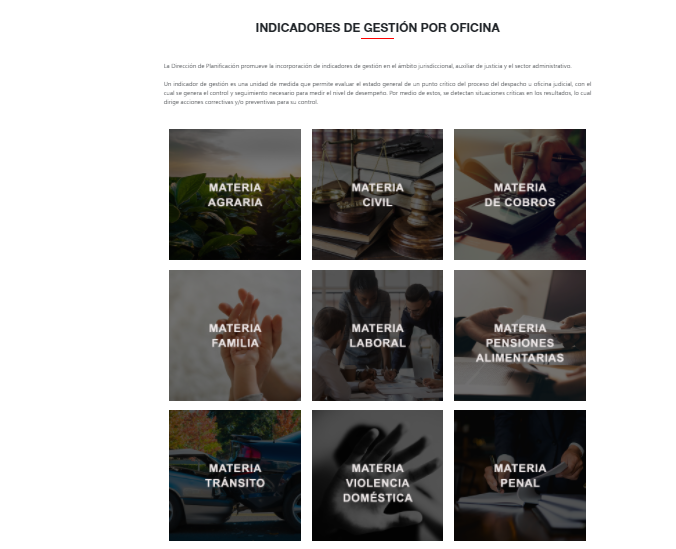 INDICADORES DE GESTIÓN POR OFICINA
La Dirección de Planificación promueve la incorporación de indicadores de gestión en el ámbito jurisdiccional, auxiliar de justicia y el sector administrativo.
Un indicador de gestión es una unidad de medida que permite evaluar el estado general de un punto crítico del proceso del despacho u oficina judicial, con el
cual se genera el control y seguimiento necesario para medir el nivel de desempeño. Por medio de estos, se detectan situaciones críticas en los resultados, lo cual
dirige acciones correctivas y/o preventivas para su control.
MATERIA
AGRARIA
MATERIA
CIVIL
MATERIA
DE COBROS
MATERIA
FAMILIA
MATERIA
LABORAL
MATERIA
PENSIONES
ALIMENTARIAS
MATERIA
TRÁNSITO
MATERIA
VIOLENCIA
DOMÉSTICA
MATERIA
PENAL